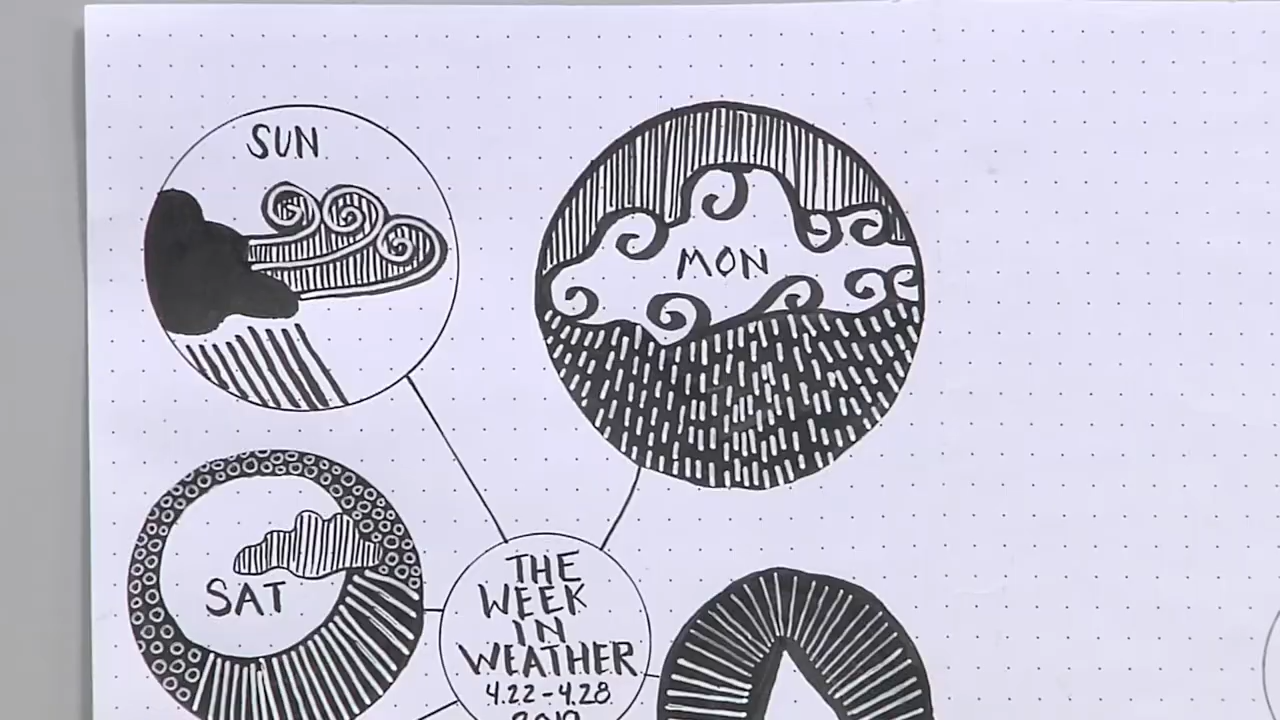 SUN
MON
SAT
THE
WEEK
IN
WEATHER
4.22-4.28